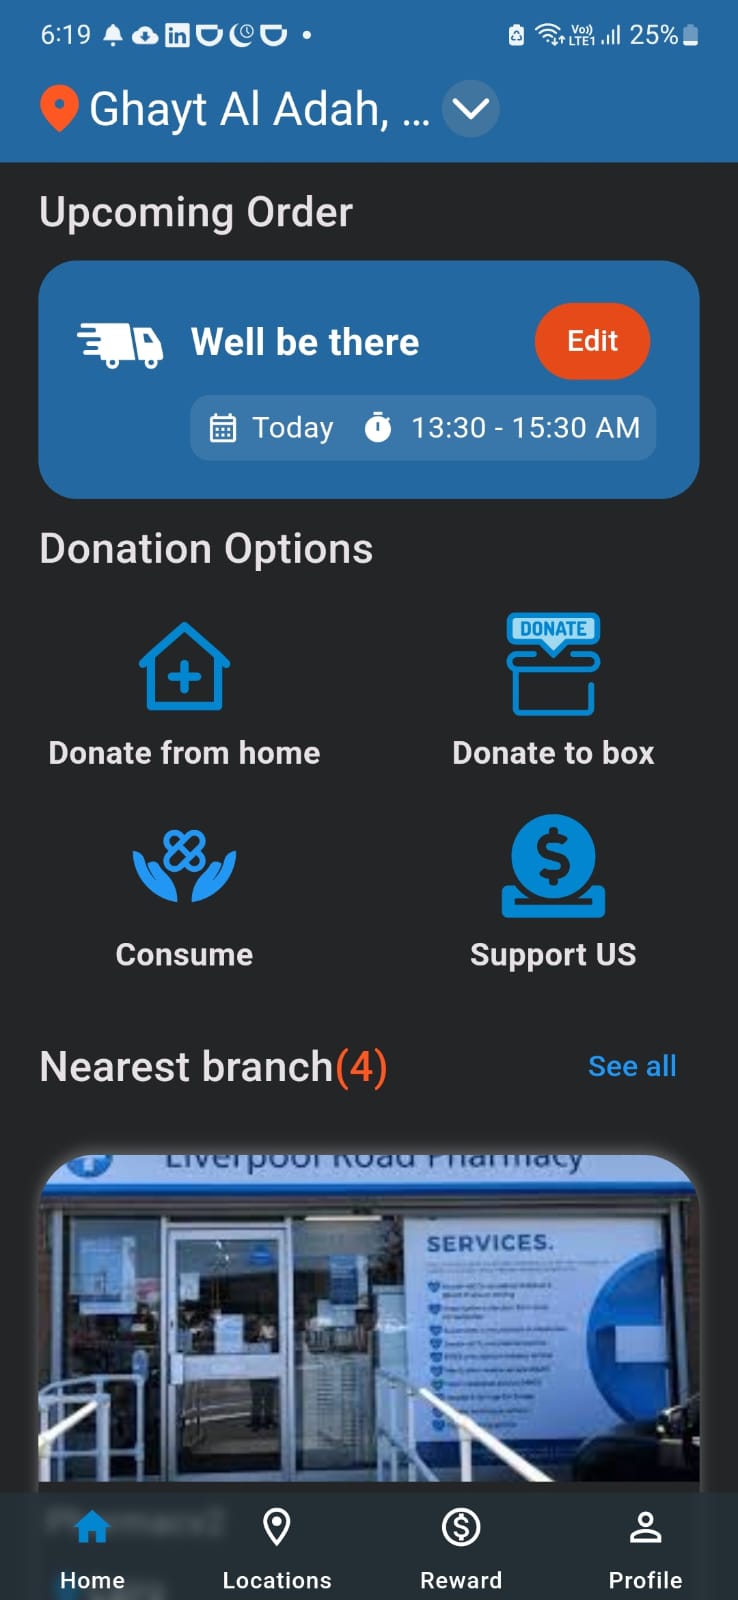 6:19 Vo)) LTE1 25%
Ghayt Al Adah, ...
Upcoming Order
Well be there
Edit
Today 13:30 - 15:30 AM
Donation Options
DONATE
Donate from home Donate to box
Consume Support US
Nearest branch(4) See all
Liverpool Road Pharmacy
SERVICES.
Home Locations Reward Profile